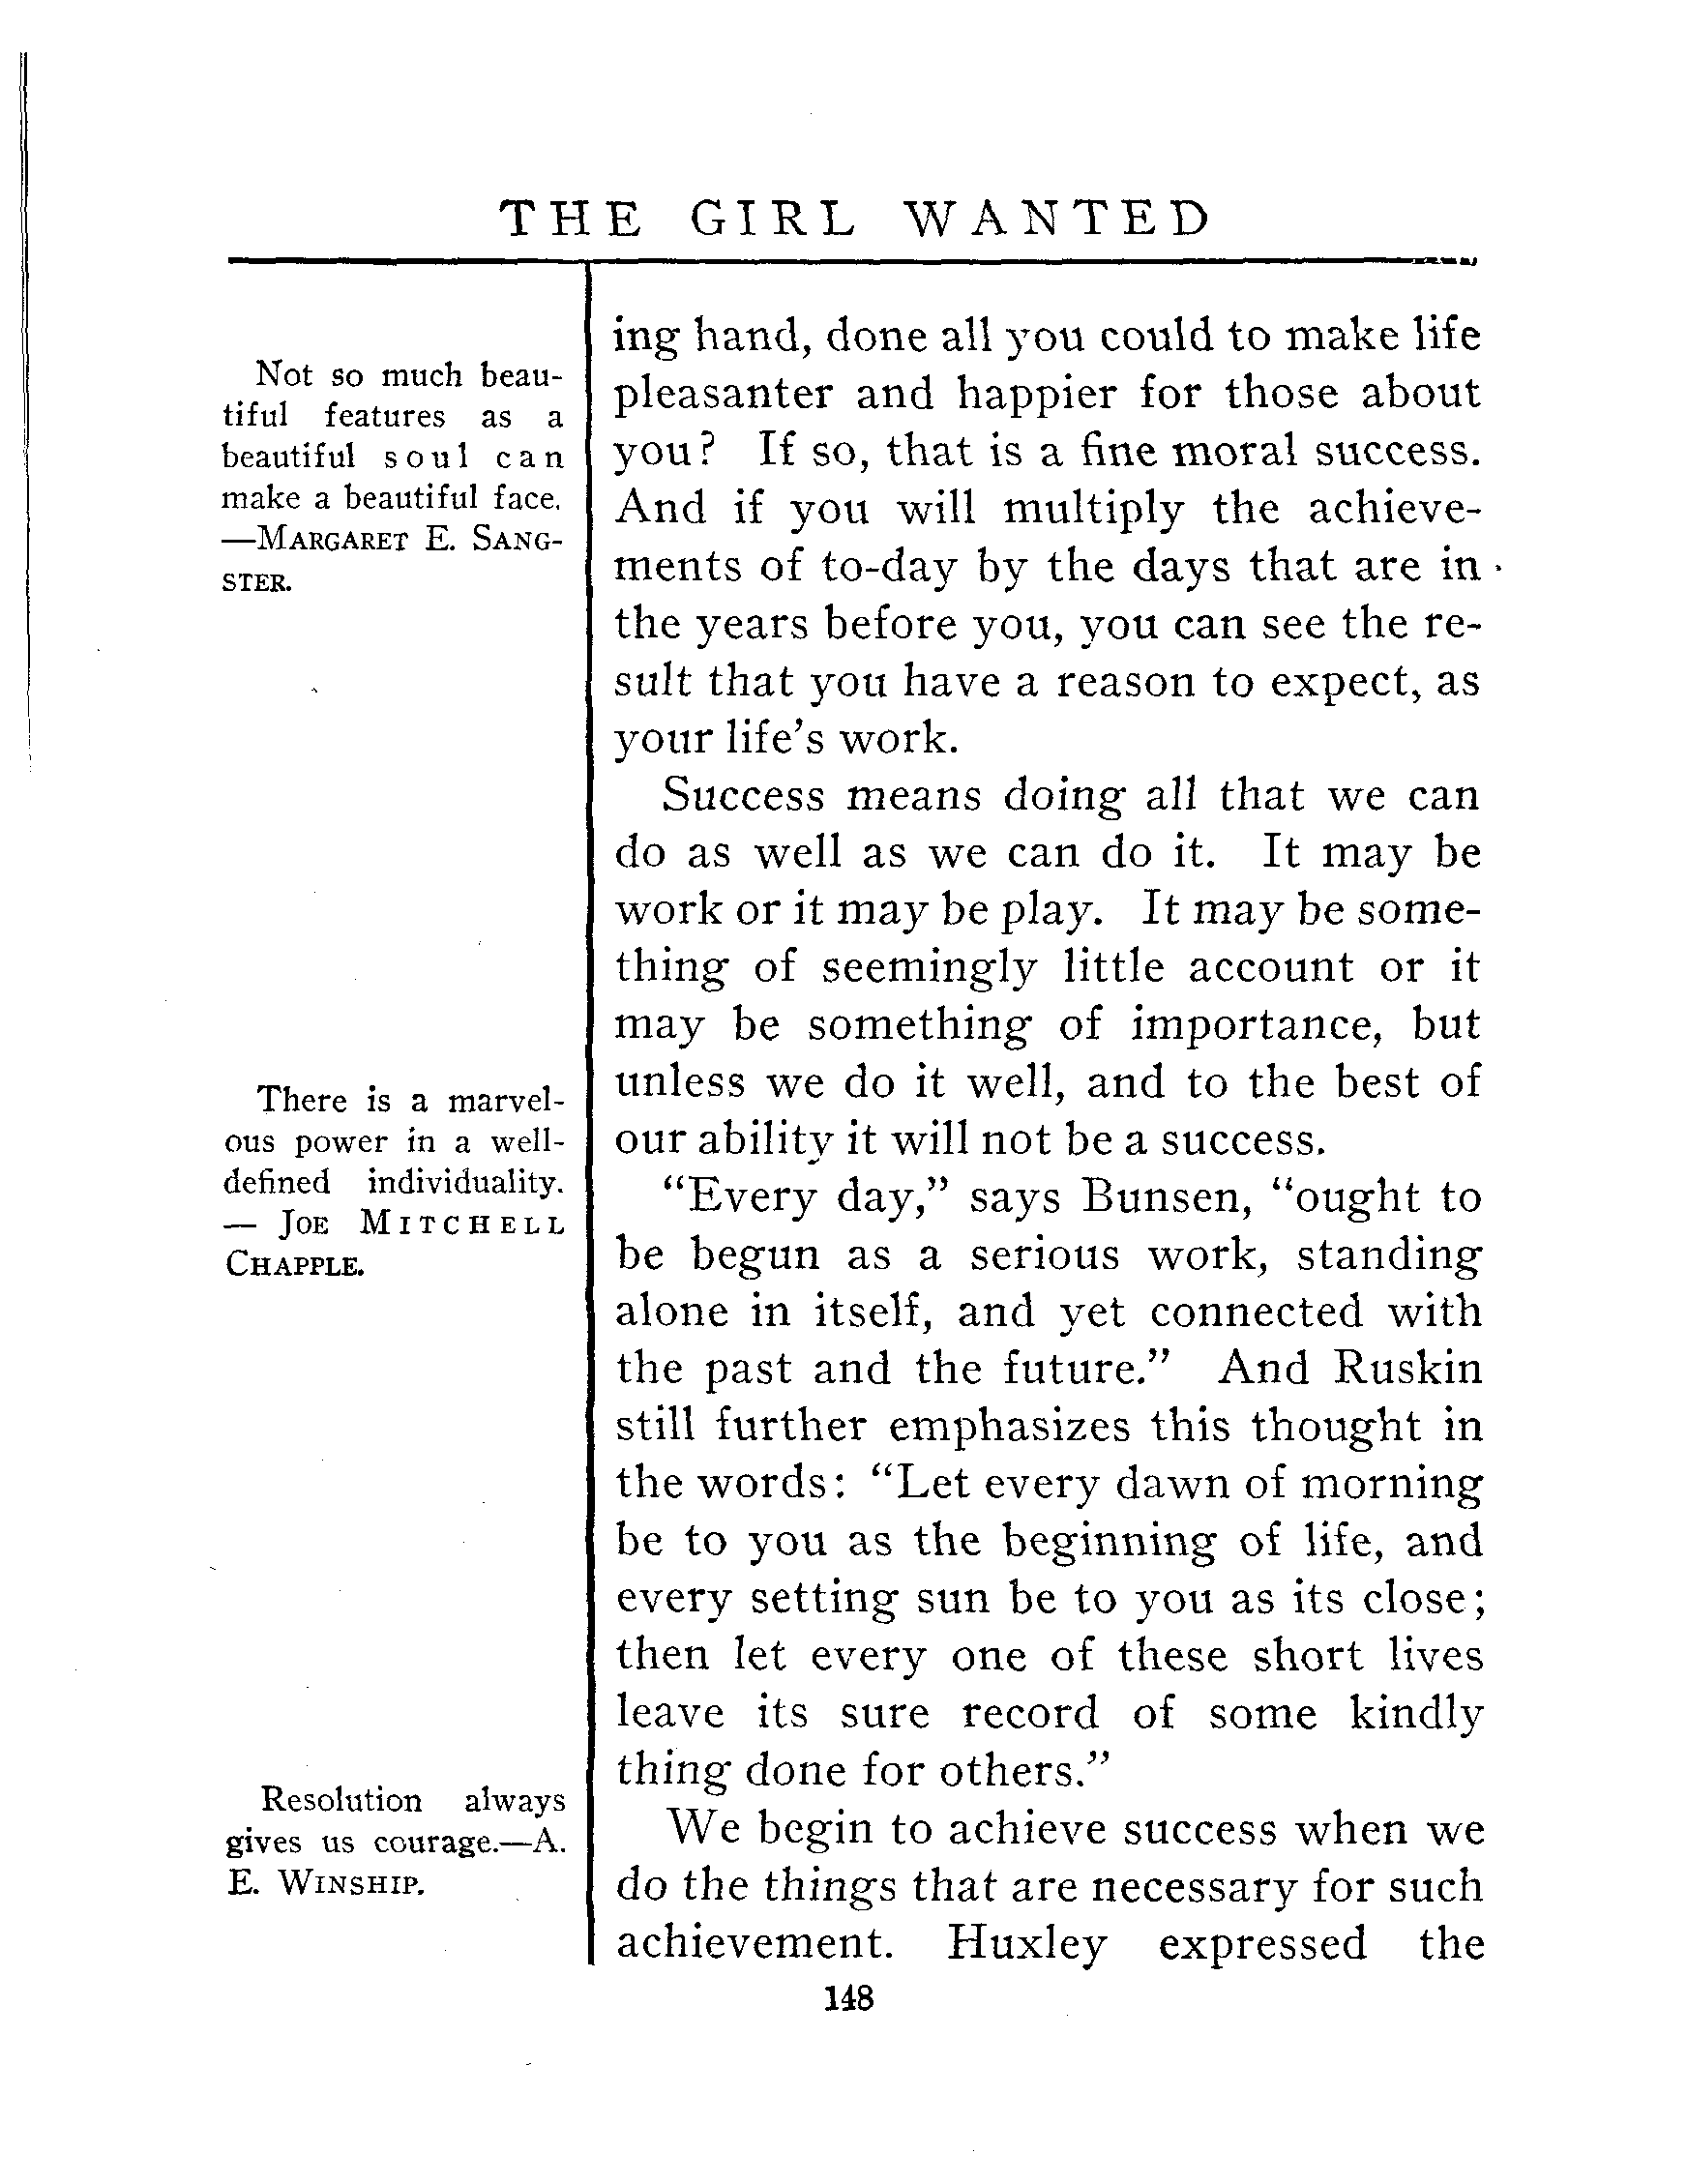 THE GIRL WANTED
Not so much beau-
tiful features as a
beautiful soul can
make a beautiful face.
—MARGARET E. SANG-
STER.
There is a marvel-
ous power in a well-
defined individuality.
— JOE MITCHELL
CHAPPLE.
Resolution always
gives us courage.—A.
E. WINSHIP.
ing hand, done all you could to make life
pleasanter and happier for those about
you? If so, that is a fine moral success.
And if you will multiply the achieve-
ments of to-day by the days that are in
the years before you, you can see the re-
sult that you have a reason to expect, as
your life's work.
Success means doing all that we can
do as well as we can do it. It may be
work or it may be play. It may be some-
thing of seemingly little account or it
may be something of importance, but
unless we do it well, and to the best of
our ability it will not be a success.
“Every day,” says Bunsen, “ought to
be begun as a serious work, standing
alone in itself, and yet connected with
the past and the future.” And Ruskin
still further emphasizes this thought in
the words: “Let every dawn of morning
be to you as the beginning of life, and
every setting sun be to you as its close;
then let every one of these short lives
leave its sure record of some kindly
thing done for others.”
We begin to achieve success when we
do the things that are necessary for such
achievement. Huxley expressed the
148